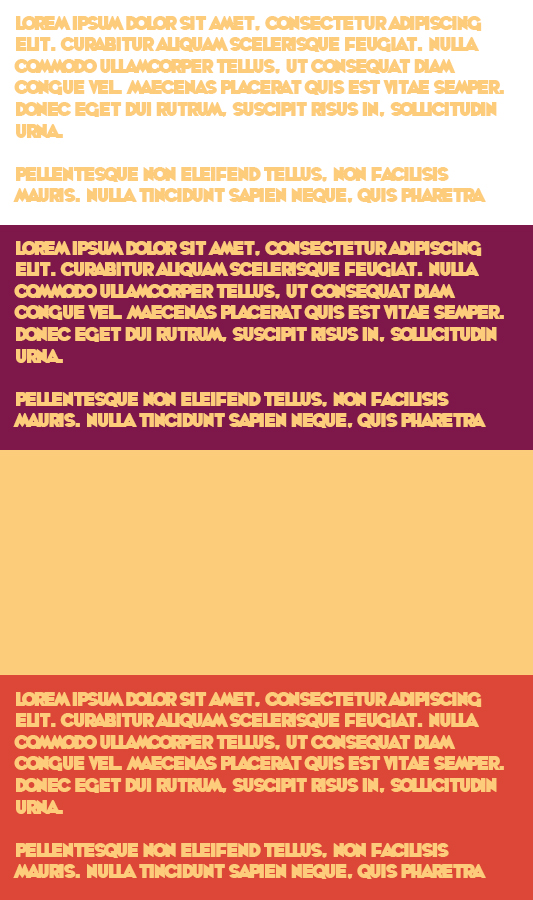 LOREM IPSUM DOLOR SIT AMET, CONSECTETUR ADIPISCING
ELIT. CURABITUR ALIQUAM SCELERISQUE FEUGIAT. NULLA
COMMODO ULLAMCORPER TELLUS, UT CONSEQUAT DIAM
CONGUE VEL. MAECENAS PLACERAT QUIS EST VITAE SEMPER.
DONEC EGET DUI RUTRUM, SUSCIPIT RISUS IN, SOLLICITUDIN
URNA.
PELLENTESQUE NON ELEIFEND TELLUS, NON FACILISIS
MAURIS. NULLA TINCIDUNT SAPIEN NEQUE, QUIS PHARETRA
LOREM IPSUM DOLOR SIT AMET, CONSECTETUR ADIPISCING
ELIT. CURABITUR ALIQUAM SCELERISQUE FEUGIAT. NULLA
COMMODO ULLAMCORPER TELLUS, UT CONSEQUAT DIAM
CONGUE VEL. MAECENAS PLACERAT QUIS EST VITAE SEMPER.
DONEC EGET DUI RUTRUM, SUSCIPIT RISUS IN, SOLLICITUDIN
URNA.
PELLENTESQUE NON ELEIFEND TELLUS, NON FACILISIS
MAURIS. NULLA TINCIDUNT SAPIEN NEQUE, QUIS PHARETRA
LOREM IPSUM DOLOR SIT AMET, CONSECTETUR ADIPISCING
ELIT. CURABITUR ALIQUAM SCELERISQUE FEUGIAT. NULLA
COMMODO ULLAMCORPER TELLUS, UT CONSEQUAT DIAM
CONGUE VEL. MAECENAS PLACERAT QUIS EST VITAE SEMPER.
DONEC EGET DUI RUTRUM, SUSCIPIT RISUS IN, SOLLICITUDIN
URNA.
PELLENTESQUE NON ELEIFEND TELLUS, NON FACILISIS
MAURIS. NULLA TINCIDUNT SAPIEN NEQUE, QUIS PHARETRA